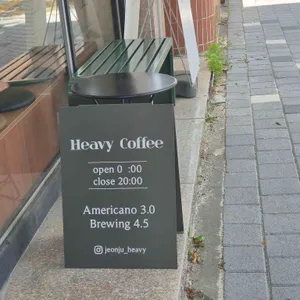 Heavy Coffee
open 0 :00
close 20:00
Americano 3.0
Brewing 4.5
jeonju_heavy